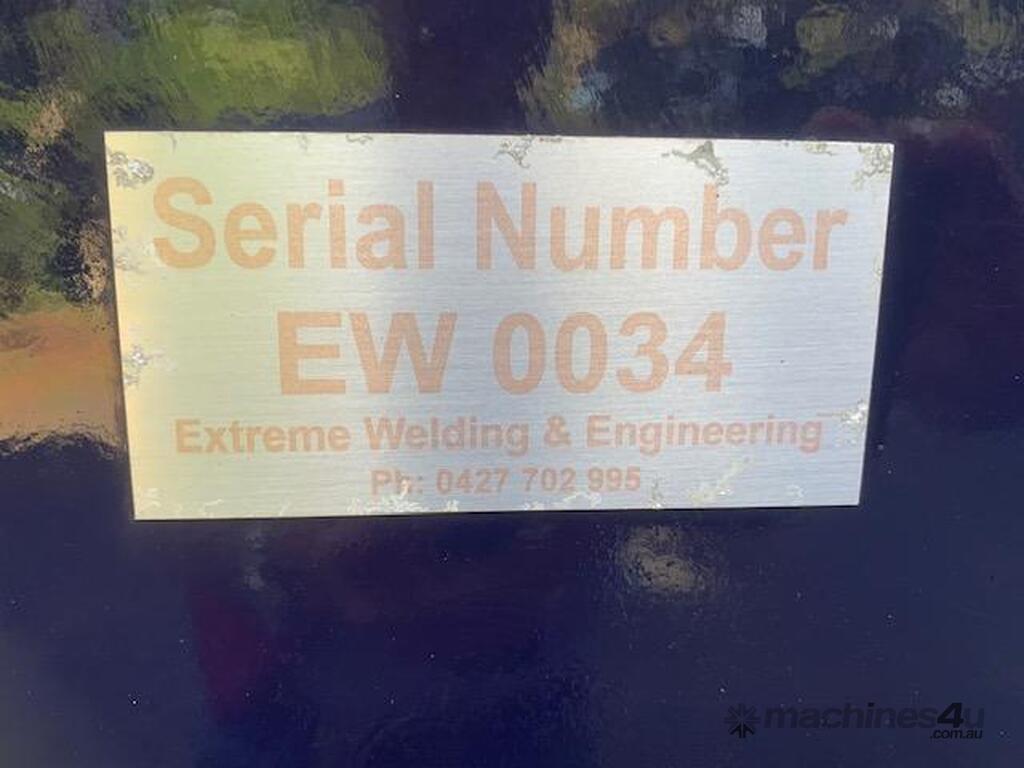 Serial Number
EW 0034
Extreme Welding & Engineering
Ph: 0427 702 995
machines4u
.com.au